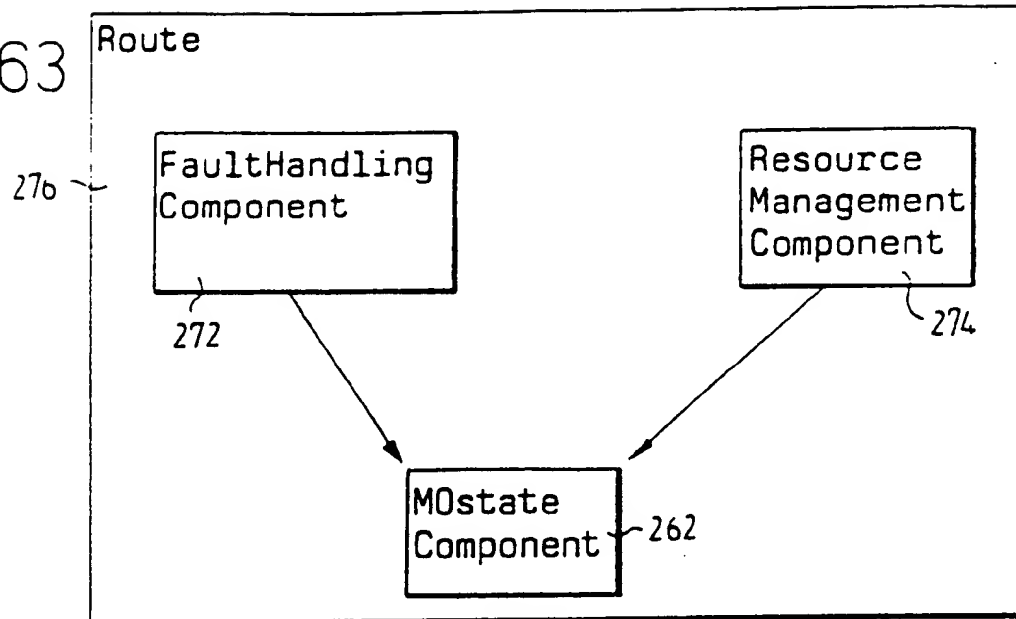 63
Route
FaultHandling
Component
Resource
Management
Component
276
272
274
MOstate
Component
262